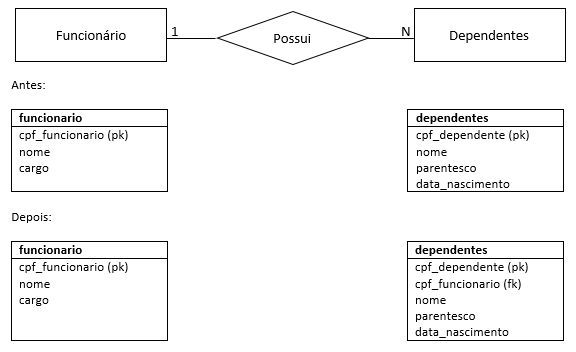 Funcionário 1 Possui N Dependentes
Antes:
funcionario
cpf_funcionario (pk)
nome
cargo
dependentes
cpf_dependente (pk)
nome
parentesco
data_nascimento
Depois:
funcionario
cpf_funcionario (pk)
nome
cargo
dependentes
cpf_dependente (pk)
cpf_funcionario (fk)
nome
parentesco
data_nascimento